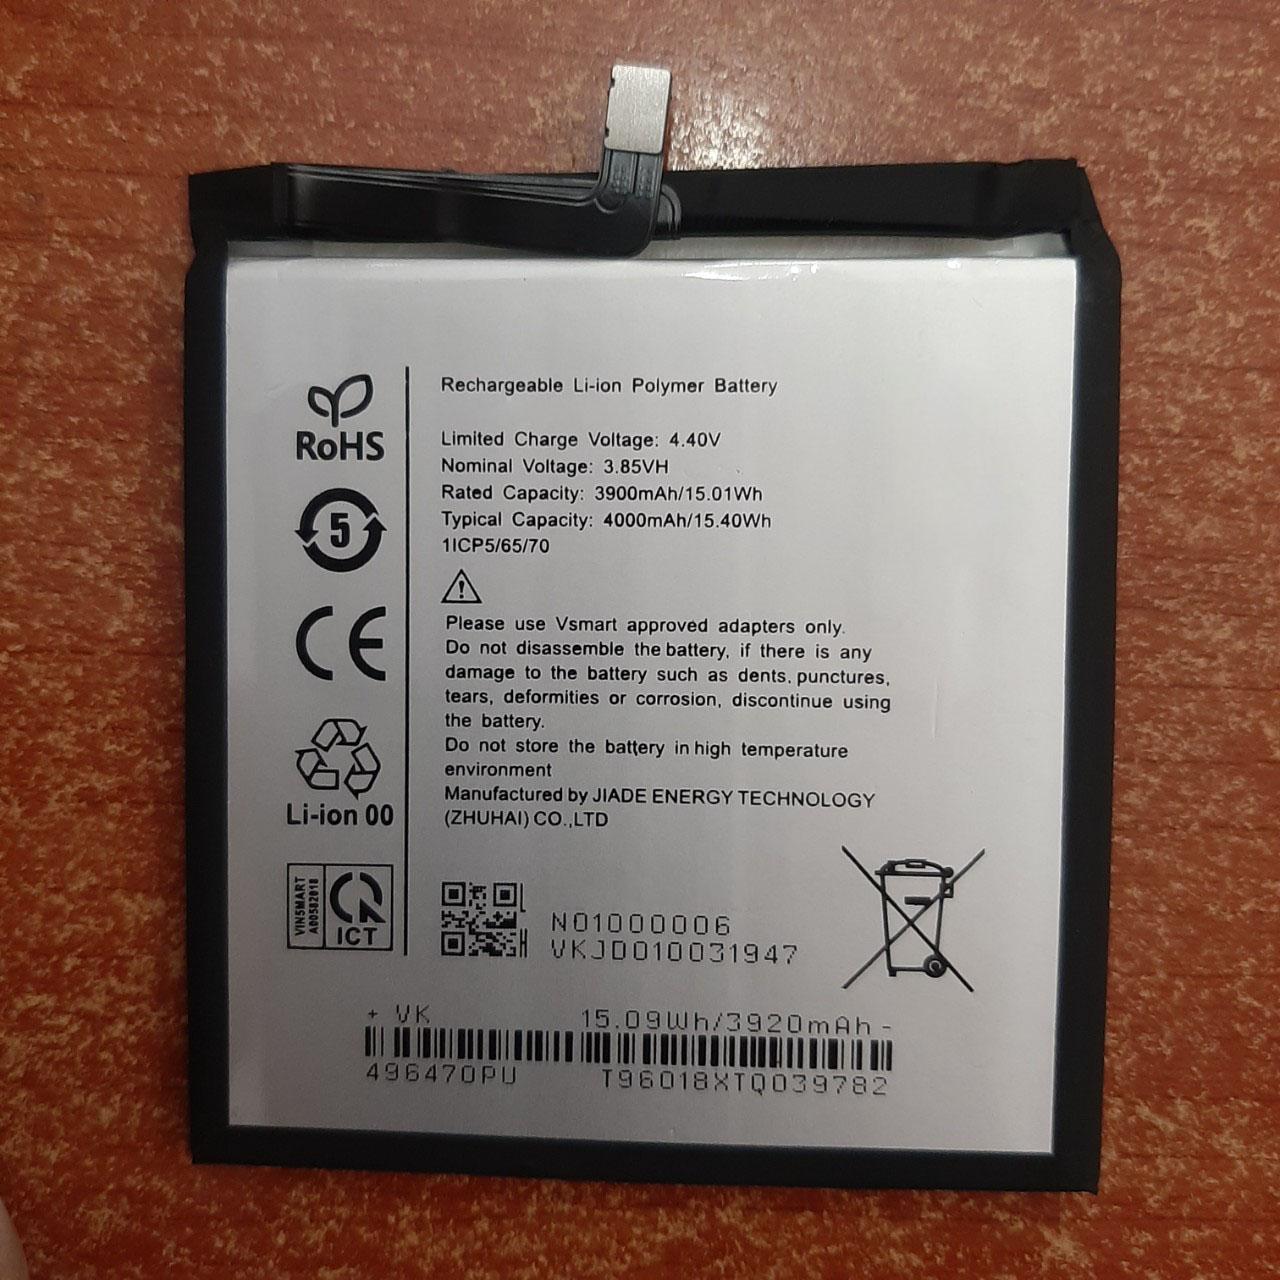 RoHS
5
CE
Li-ion 00
VINSMART
A00582018
ICT
Rechargeable Li-ion Polymer Battery
Limited Charge Voltage: 4.40V
Nominal Voltage: 3.85VH
Rated Capacity: 3900mAh/15.01Wh
Typical Capacity: 4000mAh/15.40Wh
1ICP5/65/70
Please use Vsmart approved adapters only.
Do not disassemble the battery, if there is any
damage to the battery such as dents, punctures,
tears, deformities or corrosion, discontinue using
the battery.
Do not store the battery in high temperature
environment
Manufactured by JIADE ENERGY TECHNOLOGY
(ZHUHAI) CO.,LTD
N01000006
VKJD010031947
+ VK 15.09Wh/3920mAh -
496470PU T96018XTQ039782